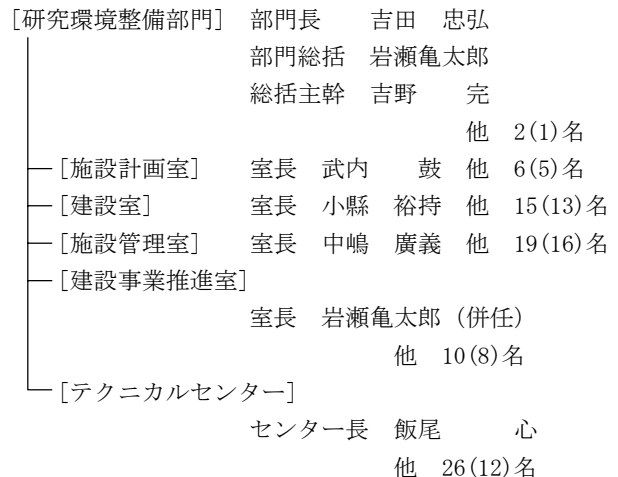 [研究環境整備部門] 部門長 吉田 忠弘
部門総括 岩瀬亀太郎
総括主幹 吉野 完
他 2(1)名
[施設計画室] 室長 武内 鼓 他 6(5)名
[建設室] 室長 小縣 裕持 他 15(13)名
[施設管理室] 室長 中嶋 廣義 他 19(16)名
[建設事業推進室]
室長 岩瀬亀太郎 (併任)
他 10(8)名
[テクニカルセンター]
センター長 飯尾 心
他 26(12)名